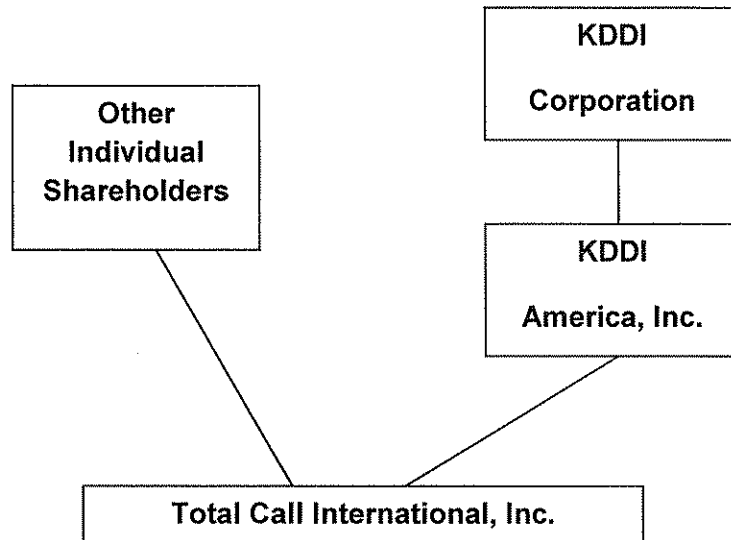 KDDI
Corporation
Other
Individual
Shareholders
KDDI
America, Inc.
Total Call International, Inc.